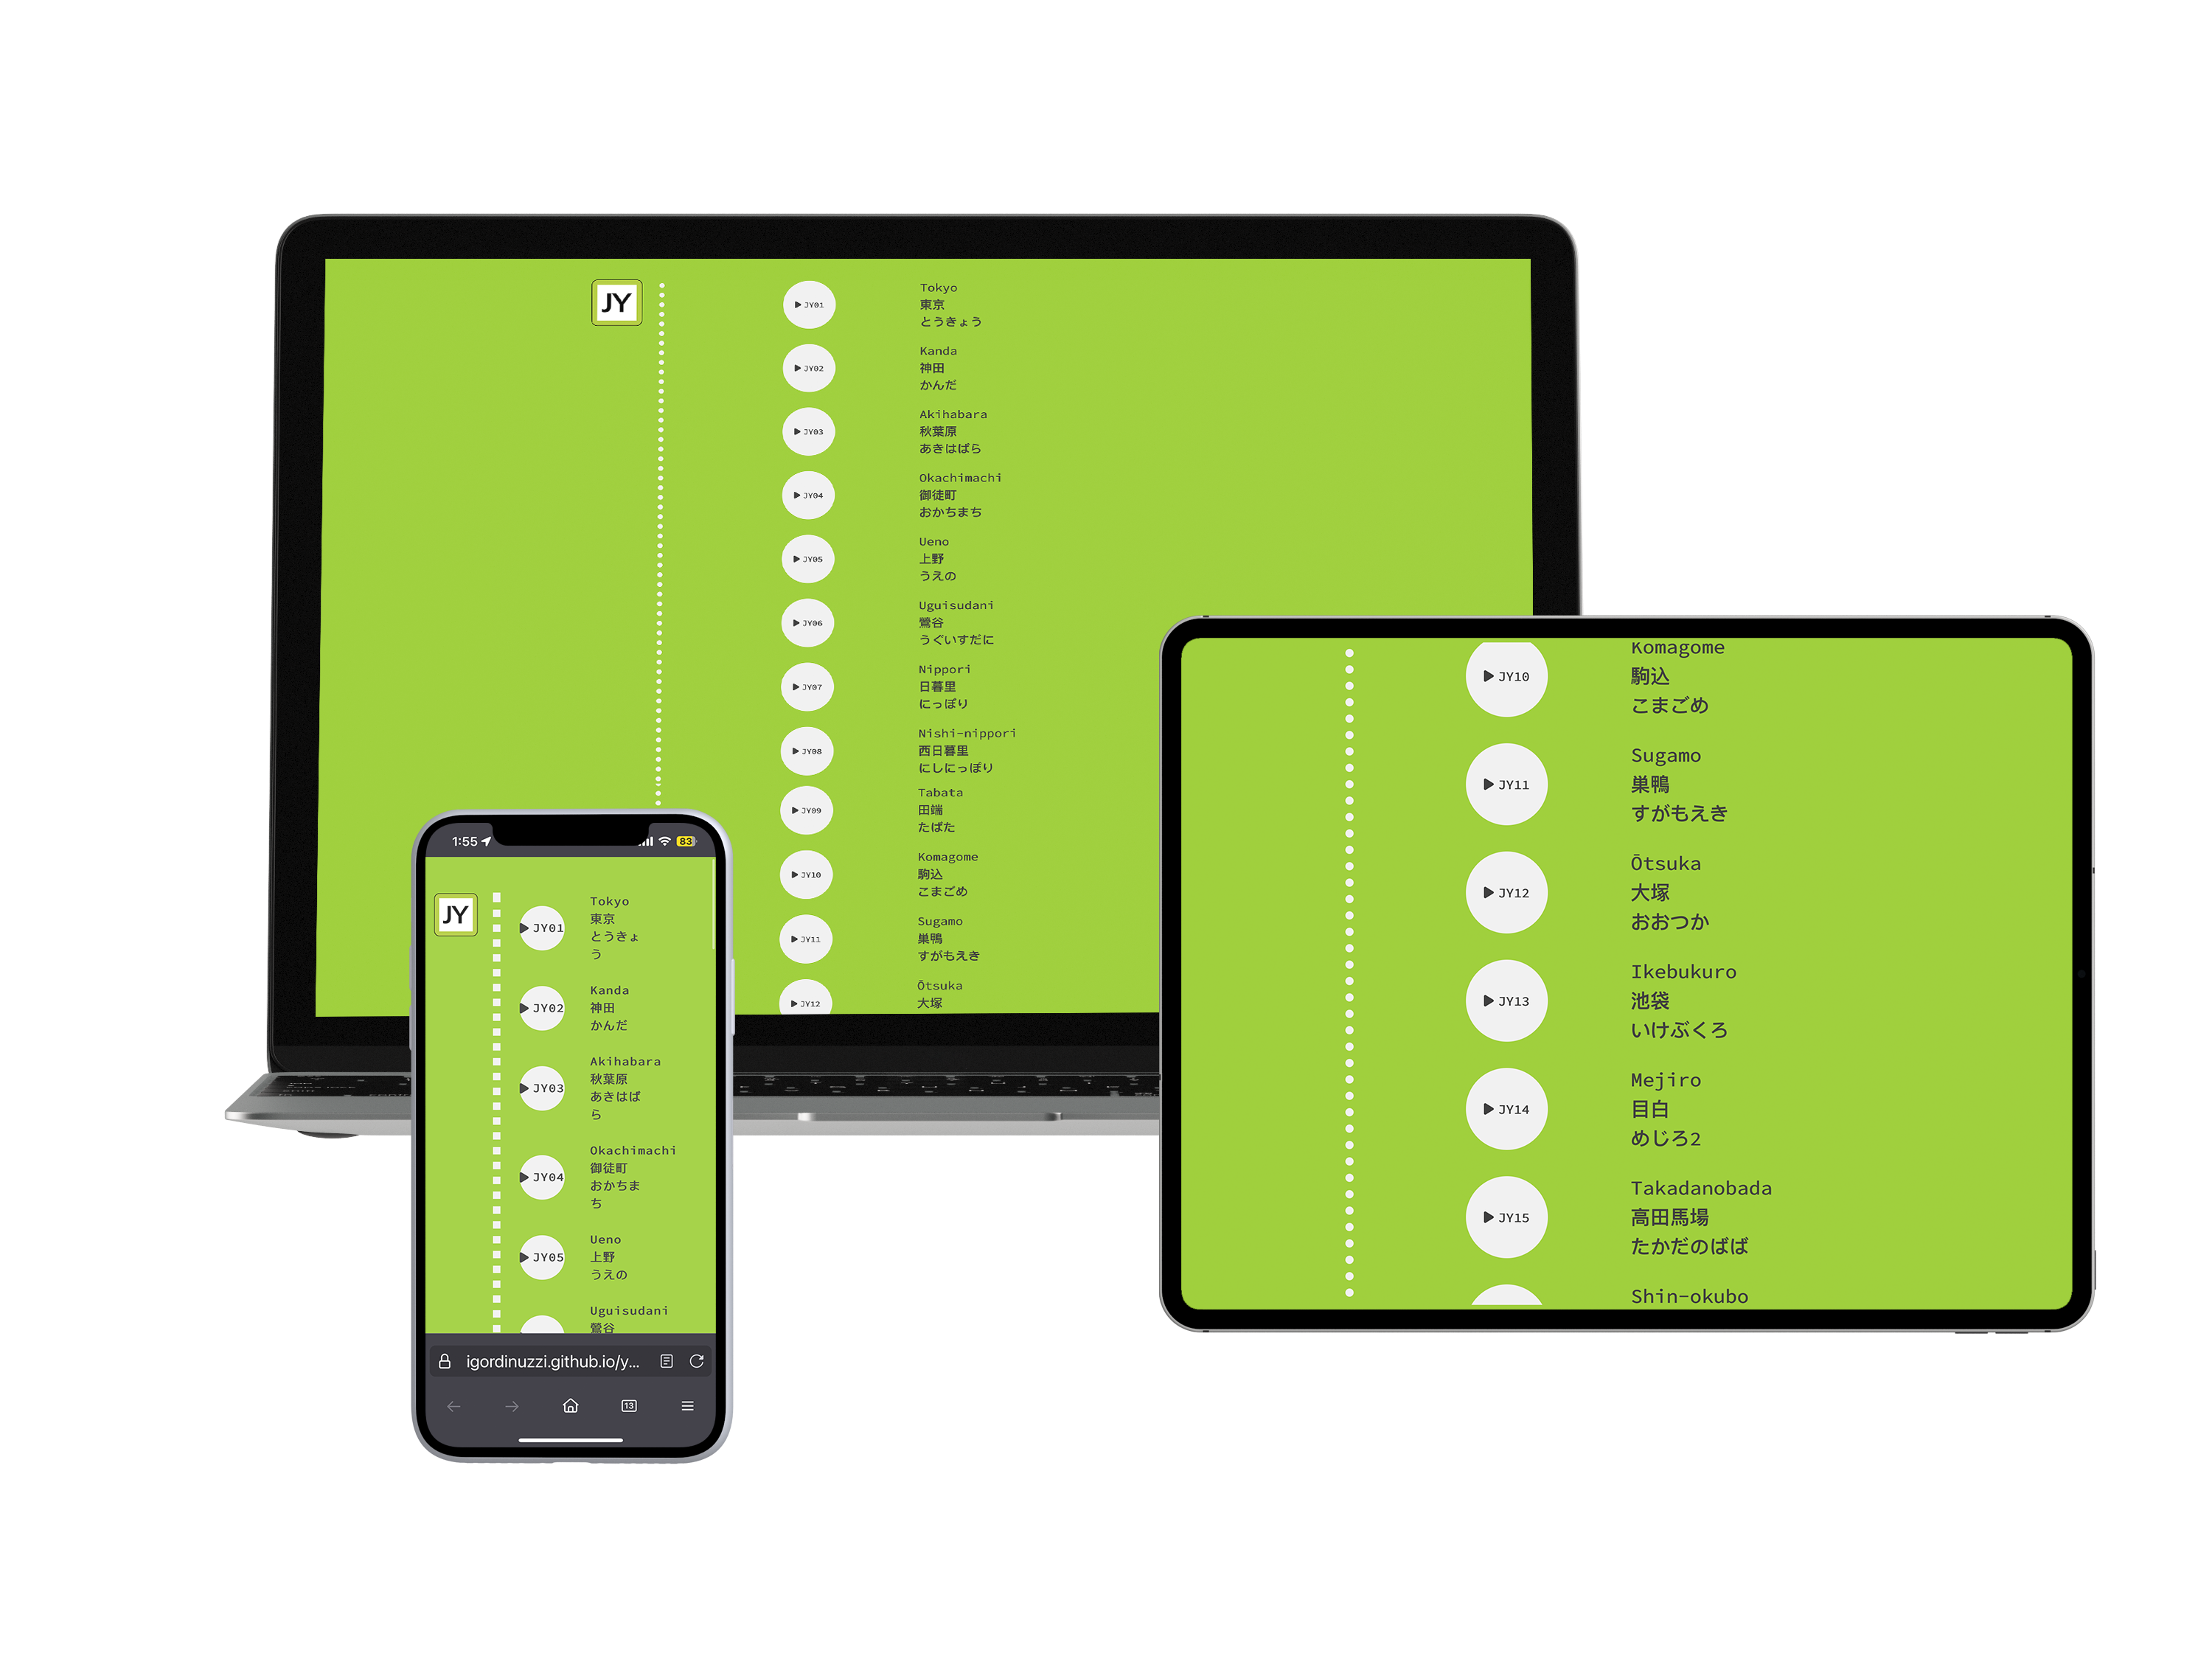 JY
JY01
Tokyo
東京
とうきょう
JY02
Kanda
神田
かんだ
JY03
Akihabara
秋葉原
あきはばら
JY04
Okachimachi
御徒町
おかちまち
JY05
Ueno
上野
うえの
JY06
Uguisudani
鶯谷
うぐいすだに
JY07
Nippori
日暮里
にっぽり
JY08
Nishi-nippori
西日暮里
にしにっぽり
JY09
Tabata
田端
たばた
JY10
Komagome
駒込
こまごめ
JY11
Sugamo
巣鴨
すがもえき
JY12
Ōtsuka
大塚
1:55
83
JY
JY01
Tokyo
東京
とうきょ
う
JY02
Kanda
神田
かんだ
JY03
Akihabara
秋葉原
あきはば
ら
JY04
Okachimachi
御徒町
おかちま
ち
JY05
Ueno
上野
うえの
Uguisudani
鶯谷
igordinuzzi.github.io/y...
13
JY10
Komagome
駒込
こまごめ
JY11
Sugamo
巣鴨
すがもえき
JY12
Ōtsuka
大塚
おおつか
JY13
Ikebukuro
池袋
いけぶくろ
JY14
Mejiro
目白
めじろ2
JY15
Takadanobada
高田馬場
たかだのばば
Shin-okubo